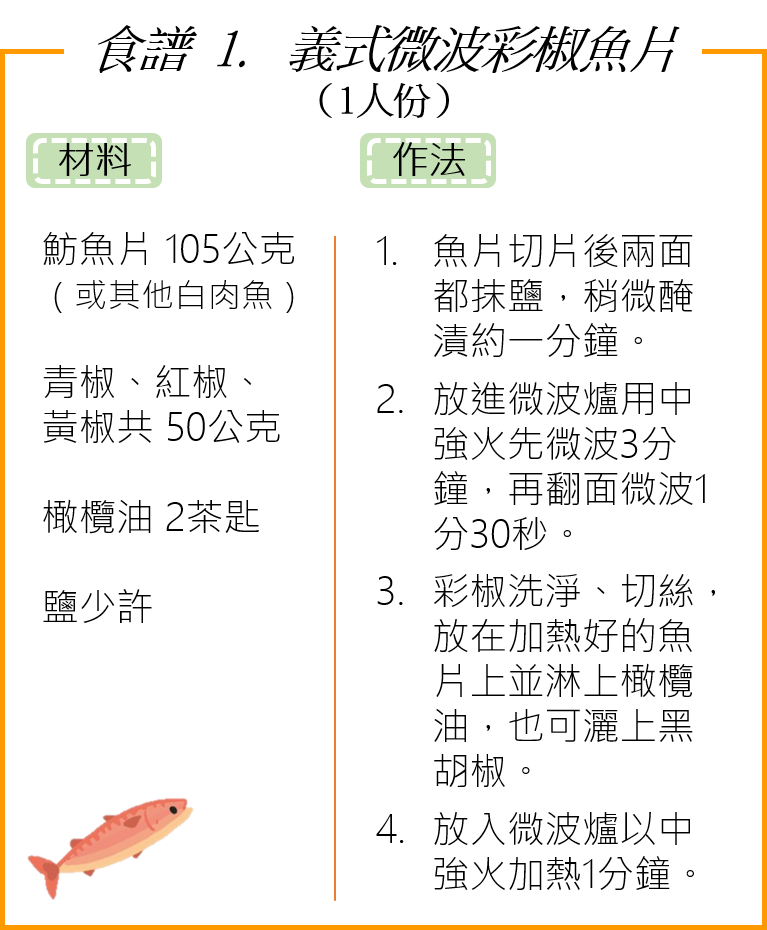 食譜 1. 義式微波彩椒魚片
（1人份）
材料
魴魚片 105公克
（或其他白肉魚）
青椒、紅椒、
黃椒共 50公克
橄欖油 2茶匙
鹽少許
作法
1. 魚片切片後兩面
都抹鹽，稍微醃
漬約一分鐘。
2. 放進微波爐用中
強火先微波3分
鐘，再翻面微波1
分30秒。
3. 彩椒洗淨、切絲，
放在加熱好的魚
片上並淋上橄欖
油，也可灑上黑
胡椒。
4. 放入微波爐以中
強火加熱1分鐘。